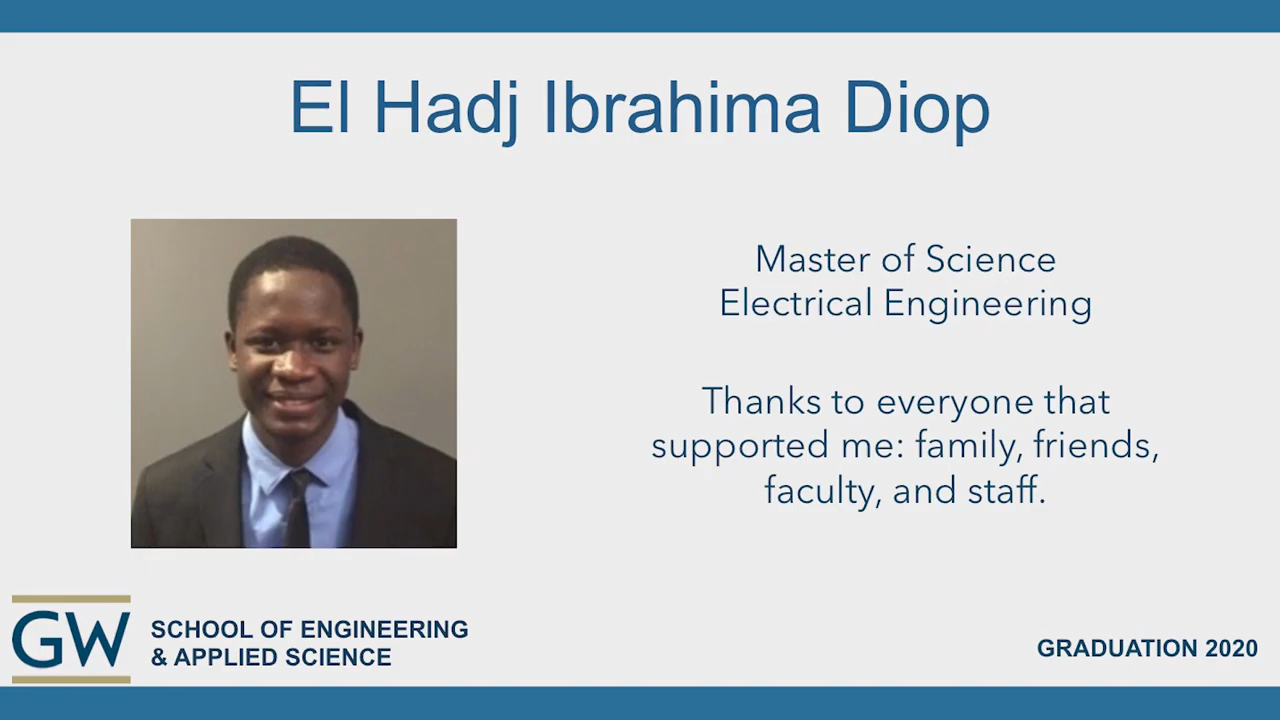 El Hadj Ibrahima Diop
Master of Science
Electrical Engineering
Thanks to everyone that
supported me: family, friends,
faculty, and staff.
GW
SCHOOL OF ENGINEERING
& APPLIED SCIENCE
GRADUATION 2020